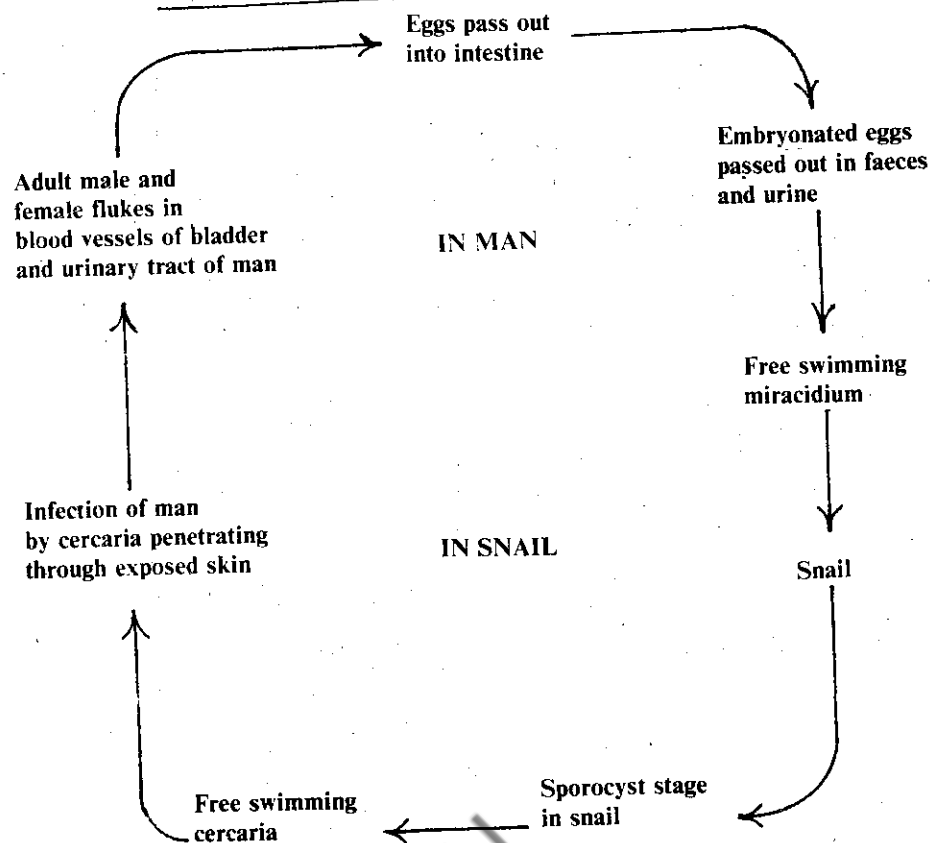 Eggs pass out
into intestine
Embryonated eggs
passed out in faeces
and urine
Adult male and
female flukes in
blood vessels of bladder
and urinary tract of man
IN MAN
Free swimming
miracidium
Infection of man
by cercaria penetrating
through exposed skin
IN SNAIL
Snail
Sporocyst stage
in snail
Free swimming
cercaria